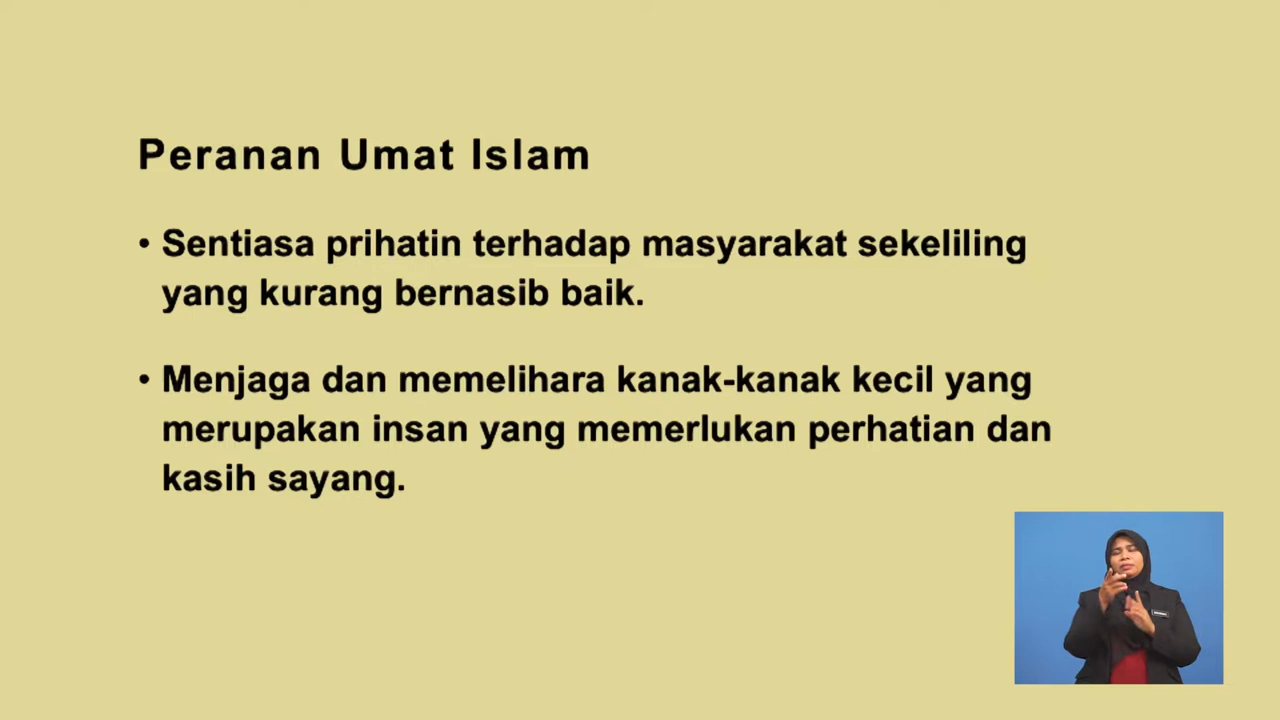 Peranan Umat Islam
• Sentiasa prihatin terhadap masyarakat sekeliling
yang kurang bernasib baik.
• Menjaga dan memelihara kanak-kanak kecil yang
merupakan insan yang memerlukan perhatian dan
kasih sayang.